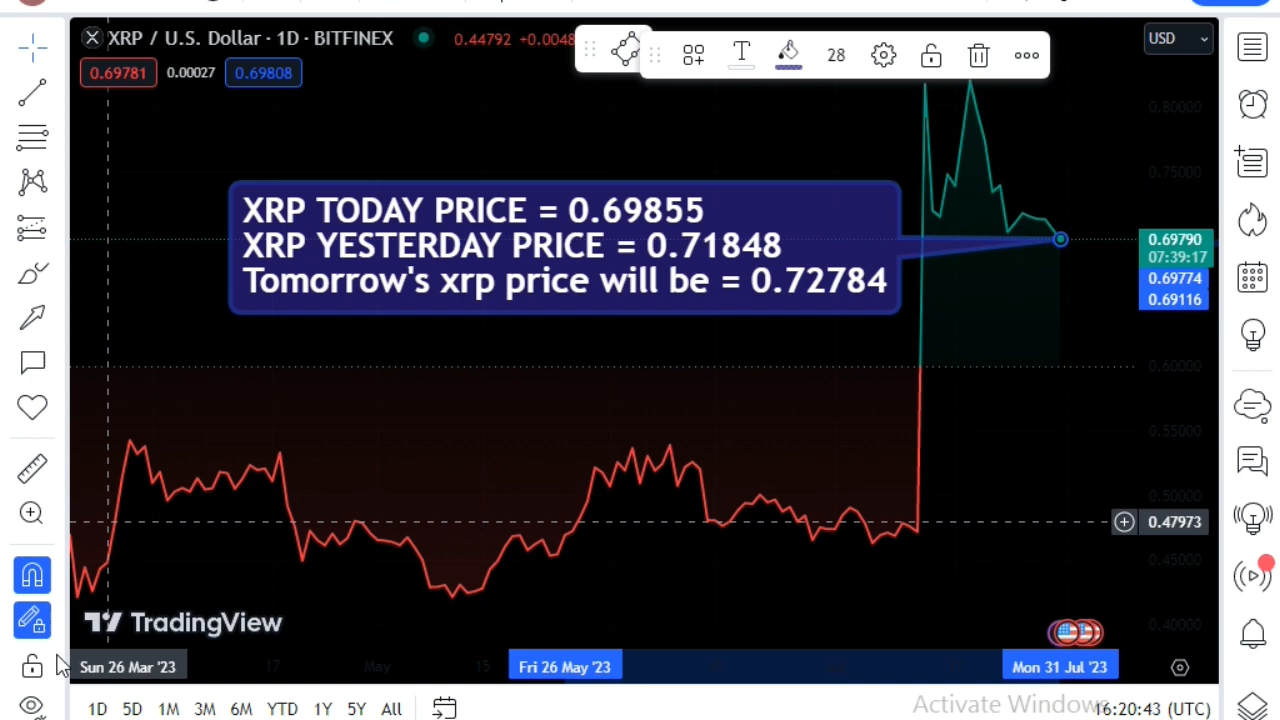 XRP / U.S. Dollar · 1D · BITFINEX
0.44792 +0.0048
USD
0.69781 0.00027 0.69808
T 28
0.80000
0.75000
XRP TODAY PRICE = 0.69855
XRP YESTERDAY PRICE = 0.71848
Tomorrow's xrp price will be = 0.72784
0.69790
07:39:17
0.69774
0.69116
0.60000
0.55000
0.50000
0.47973
0.45000
0.40000
TradingView
Sun 26 Mar '23 17 May 15 Fri 26 May '23 Mon 31 Jul '23
1D 5D 1M 3M 6M YTD 1Y 5Y All
Activate Windows
16:20:43 (UTC)